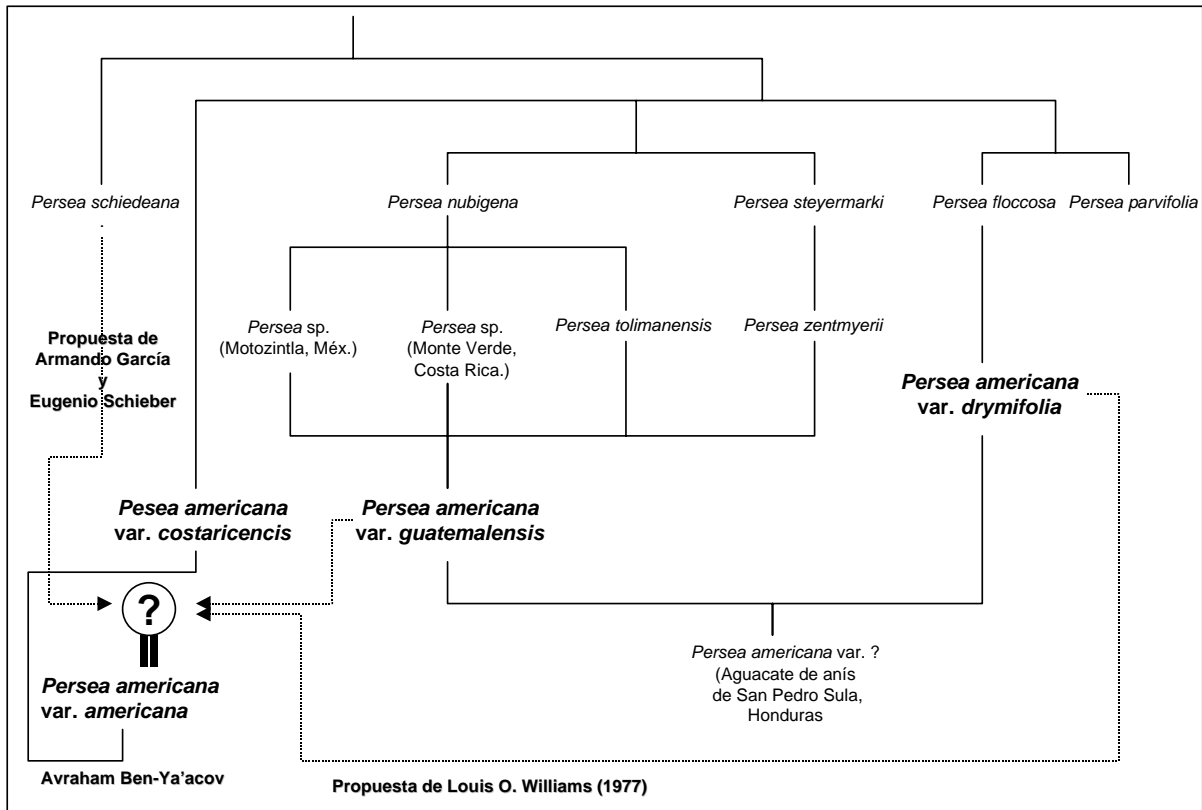 Persea schiedeana
Persea nubigena
Persea steyermarki
Persea floccosa
Persea parvifolia
Propuesta de
Armando García
y
Eugenio Schieber
Persea sp.
(Motozintla, Méx.)
Persea sp.
(Monte Verde,
Costa Rica.)
Persea tolimanensis
Persea zentmyerii
Persea americana
var. drymifolia
Pesea americana
var. costaricencis
Persea americana
var. guatemalensis
?
Persea americana
var. americana
Persea americana var. ?
(Aguacate de anís
de San Pedro Sula,
Honduras
Avraham Ben-Ya'acov
Propuesta de Louis O. Williams (1977)